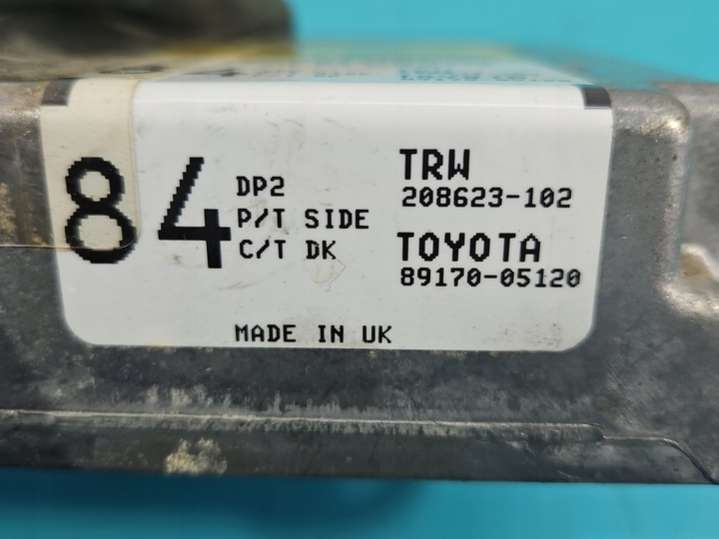 84
DP2
P/T SIDE
C/T DK
TRW
208623-102
TOYOTA
89170-05120
MADE IN UK